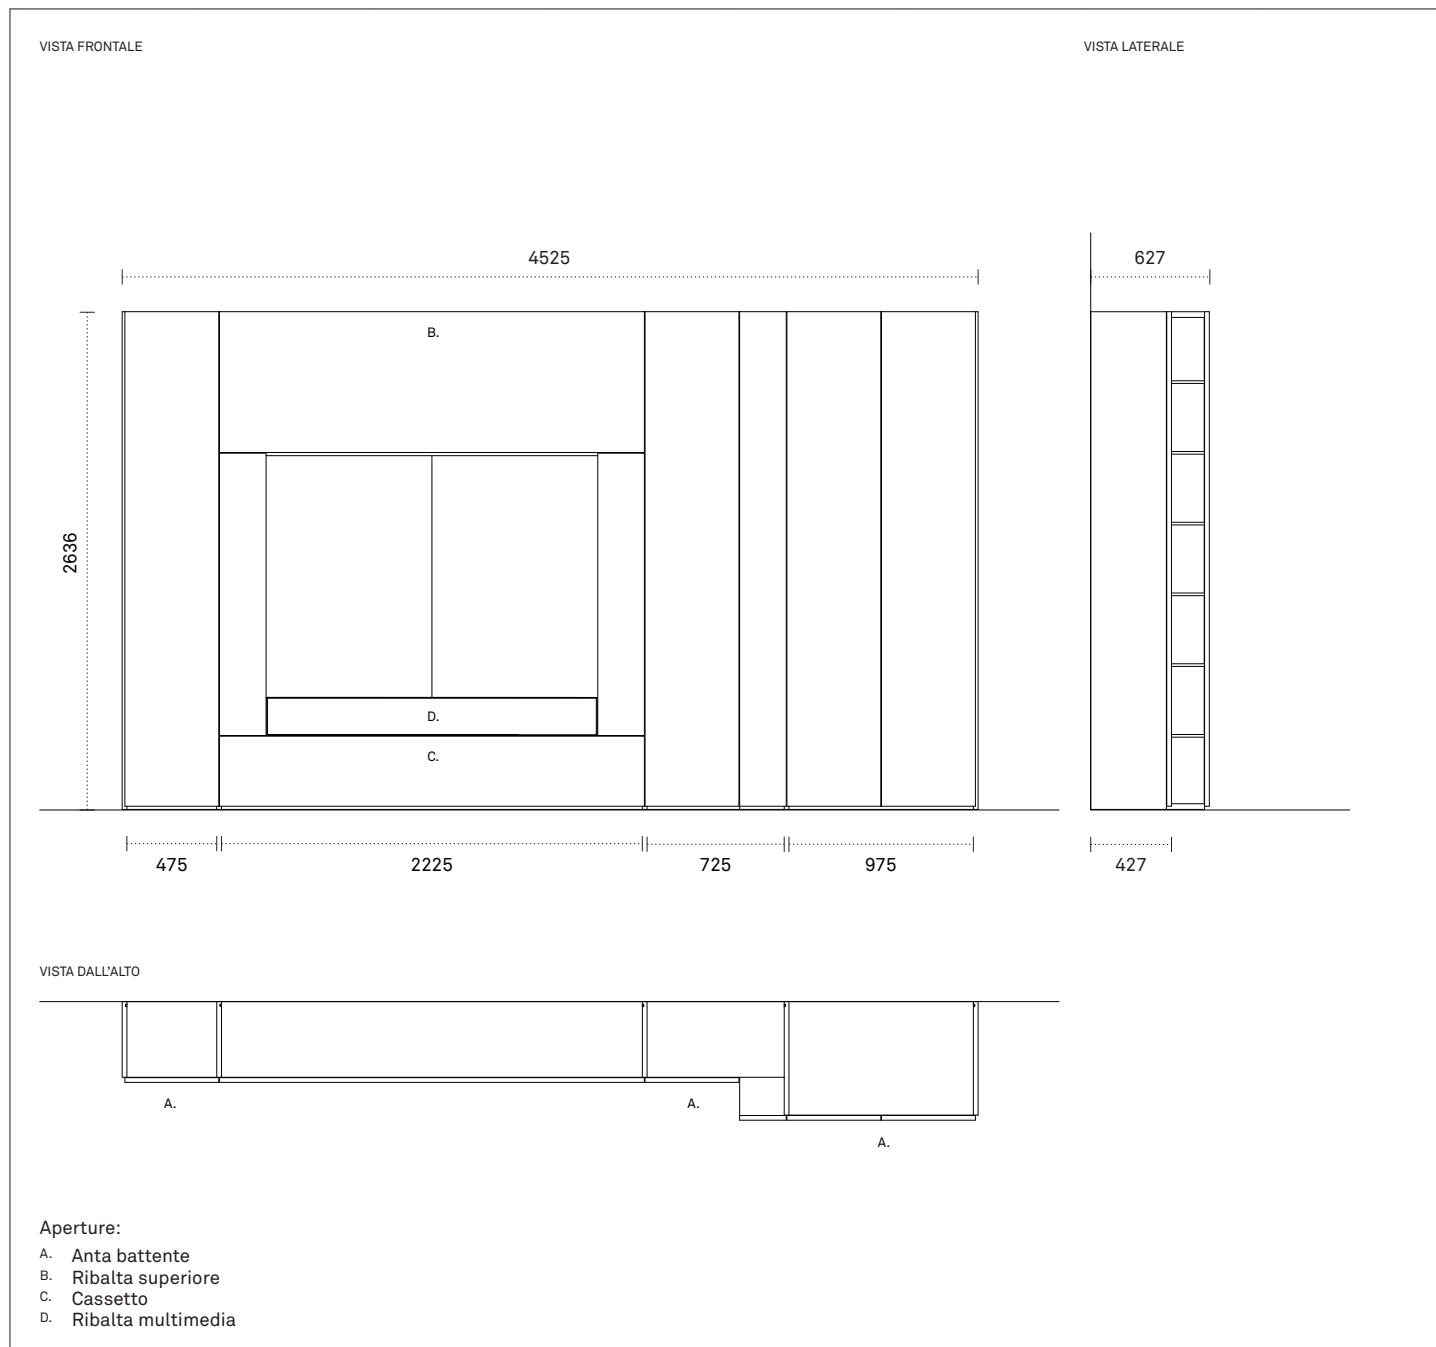 VISTA FRONTALE
VISTA LATERALE
4525
627
B.
2636
D.
C.
475
2225
725
975
427
VISTA DALL'ALTO
A.
A.
A.
Aperture:
A. Anta battente
B. Ribalta superiore
C. Cassetto
D. Ribalta multimedia